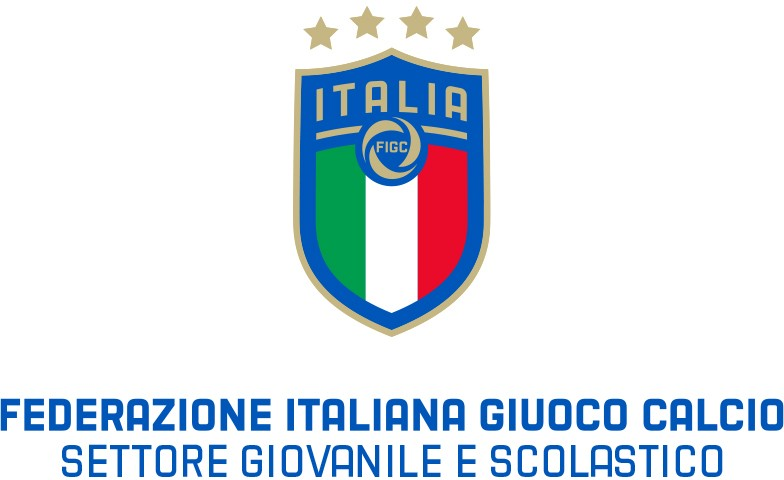 ITALIA
FIGC
FEDERAZIONE ITALIANA GIUOCO CALCIO
SETTORE GIOVANILE E SCOLASTICO